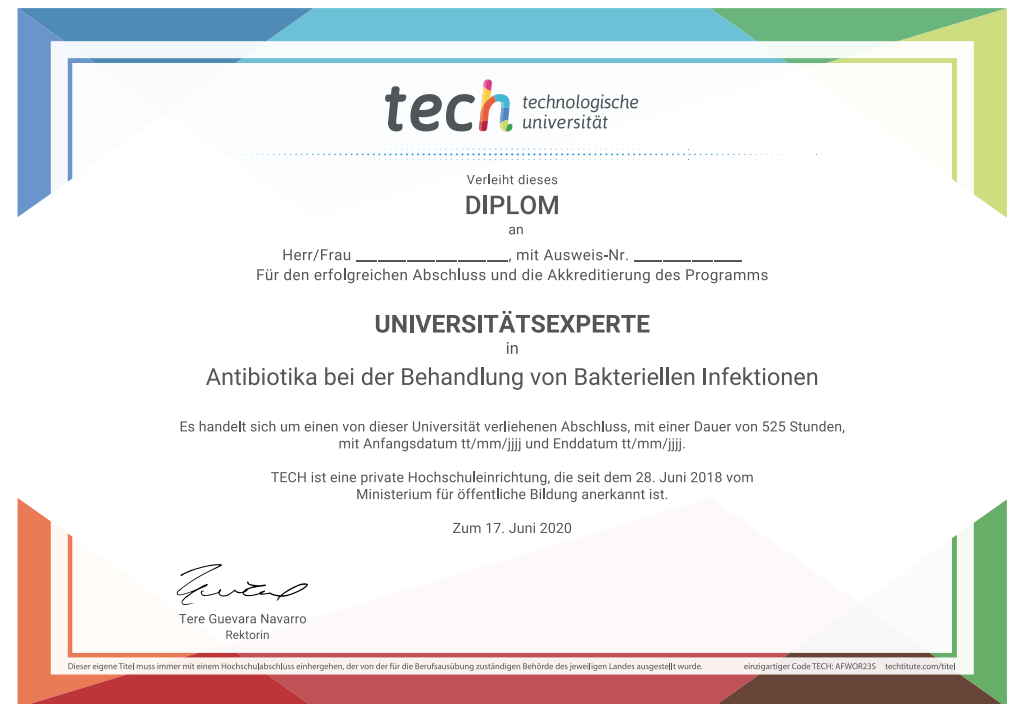 tech technologische
universität
Verleiht dieses
DIPLOM
an
Herr/Frau ___________________, mit Ausweis-Nr. ______________
Für den erfolgreichen Abschluss und die Akkreditierung des Programms
UNIVERSITÄTSEXPERTE
in
Antibiotika bei der Behandlung von Bakteriellen Infektionen
Es handelt sich um einen von dieser Universität verliehenen Abschluss, mit einer Dauer von 525 Stunden,
mit Anfangsdatum tt/mm/jjjj und Enddatum tt/mm/jjjj.
TECH ist eine private Hochschuleinrichtung, die seit dem 28. Juni 2018 vom
Ministerium für öffentliche Bildung anerkannt ist.
Zum 17. Juni 2020
Tere Guevara Navarro
Rektorin
Dieser eigene Titel muss immer mit einem Hochschulabschluss einhergehen, der von der für die Berufsausübung zuständigen Behörde des jeweiligen Landes ausgestellt wurde. einzigartiger Code TECH: AFWOR23S techtitute.com/titel